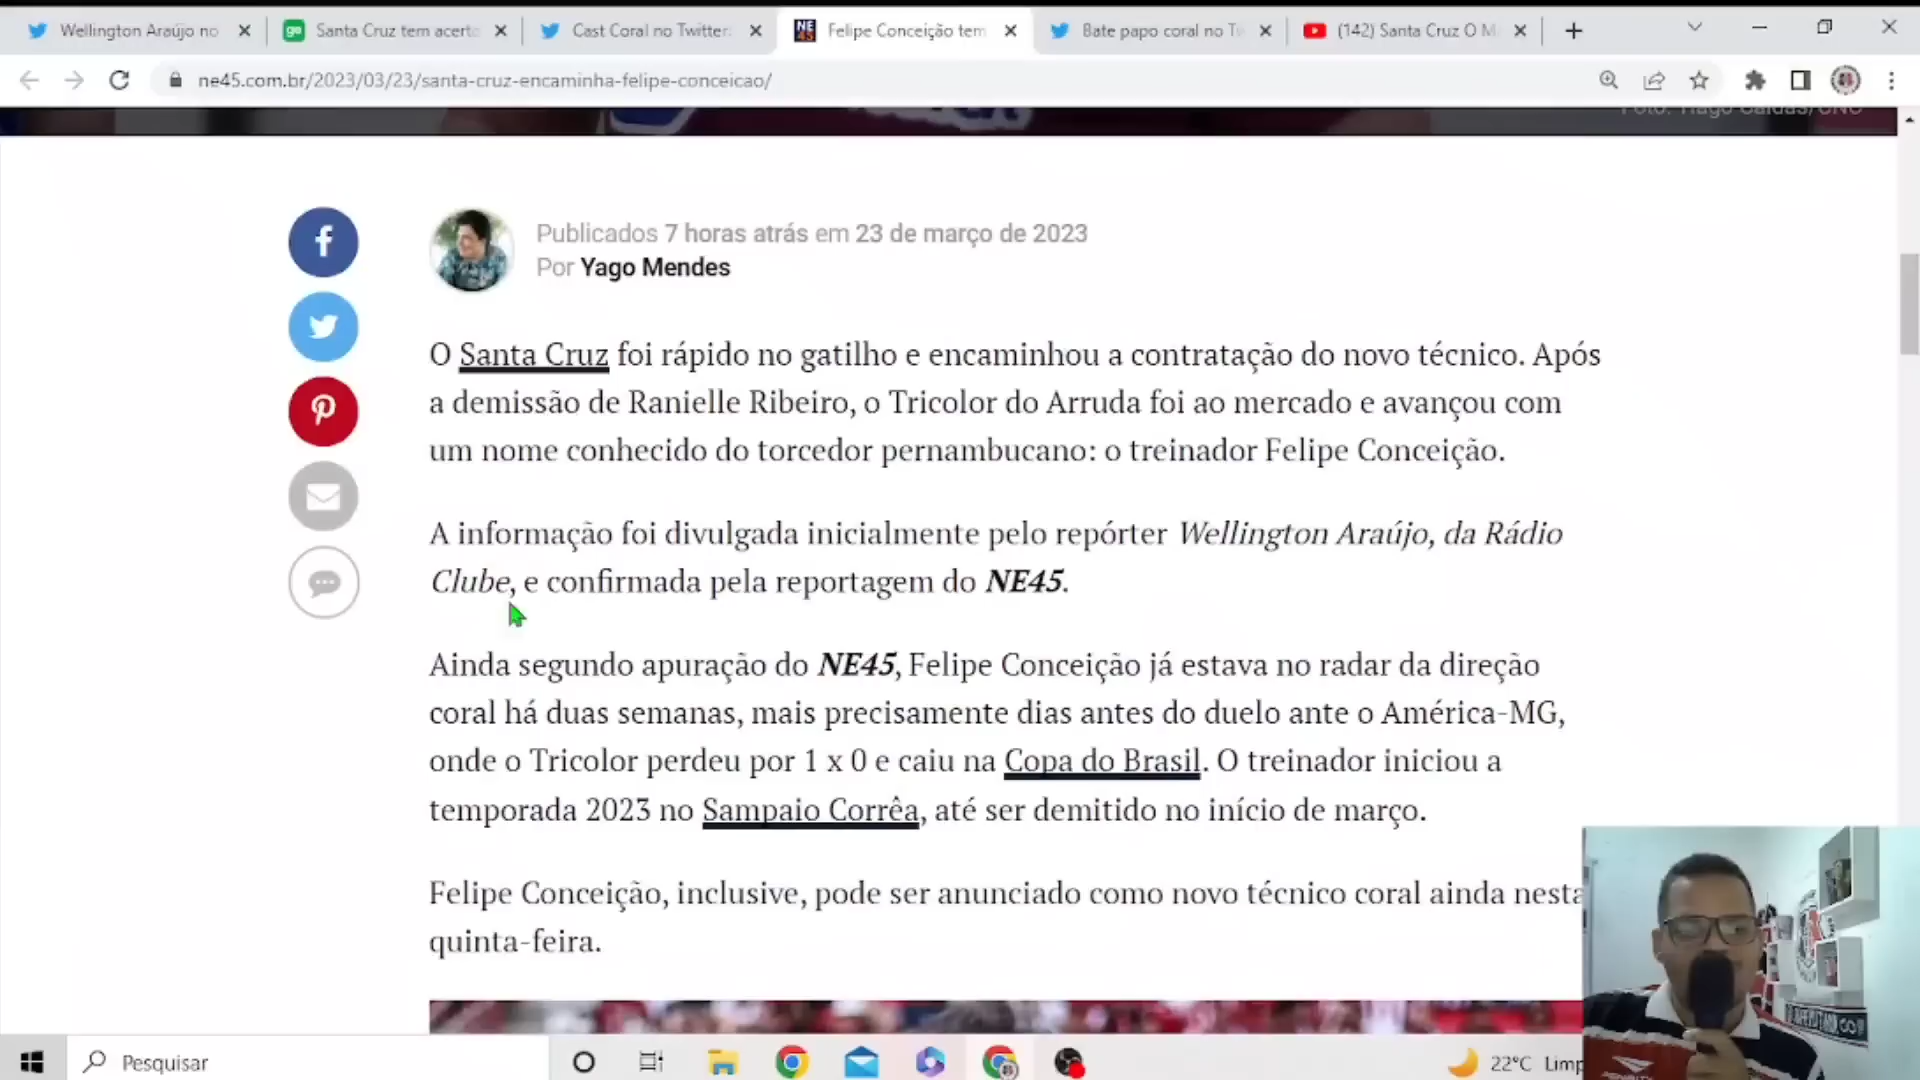 Wellington Araújo no
Santa Cruz tem acerto
Cast Coral no Twitter:
Felipe Conceição tem
Bate papo coral no Tw
(142) Santa Cruz O M
ne45.com.br/2023/03/23/santa-cruz-encaminha-felipe-conceicao/
Publicados 7 horas atrás em 23 de março de 2023
Por Yago Mendes
O Santa Cruz foi rápido no gatilho e encaminhou a contratação do novo técnico. Após
a demissão de Ranielle Ribeiro, o Tricolor do Arruda foi ao mercado e avançou com
um nome conhecido do torcedor pernambucano: o treinador Felipe Conceição.
A informação foi divulgada inicialmente pelo repórter Wellington Araújo, da Rádio
Clube, e confirmada pela reportagem do NE45.
Ainda segundo apuração do NE45, Felipe Conceição já estava no radar da direção
coral há duas semanas, mais precisamente dias antes do duelo ante o América-MG,
onde o Tricolor perdeu por 1 x 0 e caiu na Copa do Brasil. O treinador iniciou a
temporada 2023 no Sampaio Corrêa, até ser demitido no início de março.
Felipe Conceição, inclusive, pode ser anunciado como novo técnico coral ainda nesta
quinta-feira.
Pesquisar
22°C Limp